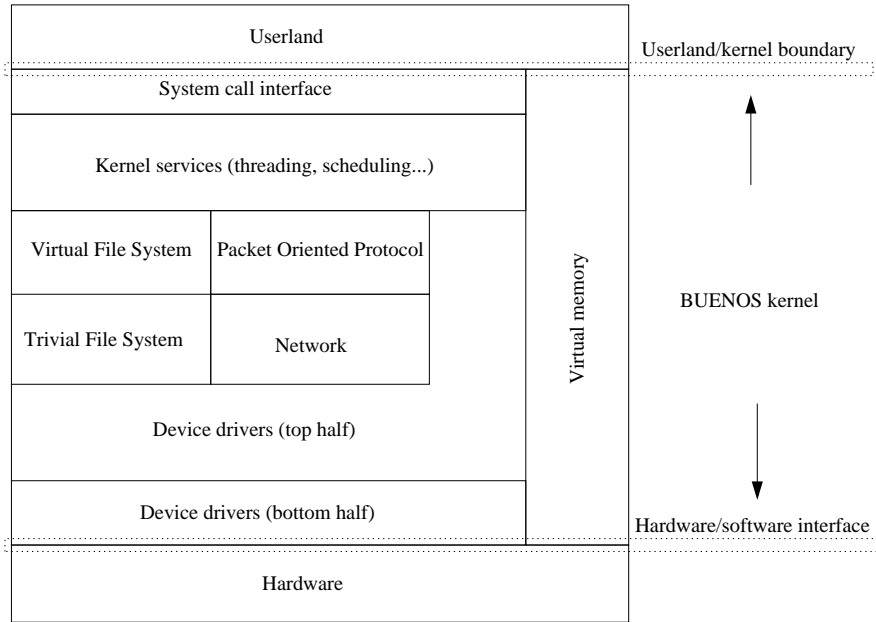 Userland
Userland/kernel boundary
System call interface
Kernel services (threading, scheduling...)
Virtual File System
Packet Oriented Protocol
Virtual memory
BUENOS kernel
Trivial File System
Network
Device drivers (top half)
Device drivers (bottom half)
Hardware/software interface
Hardware